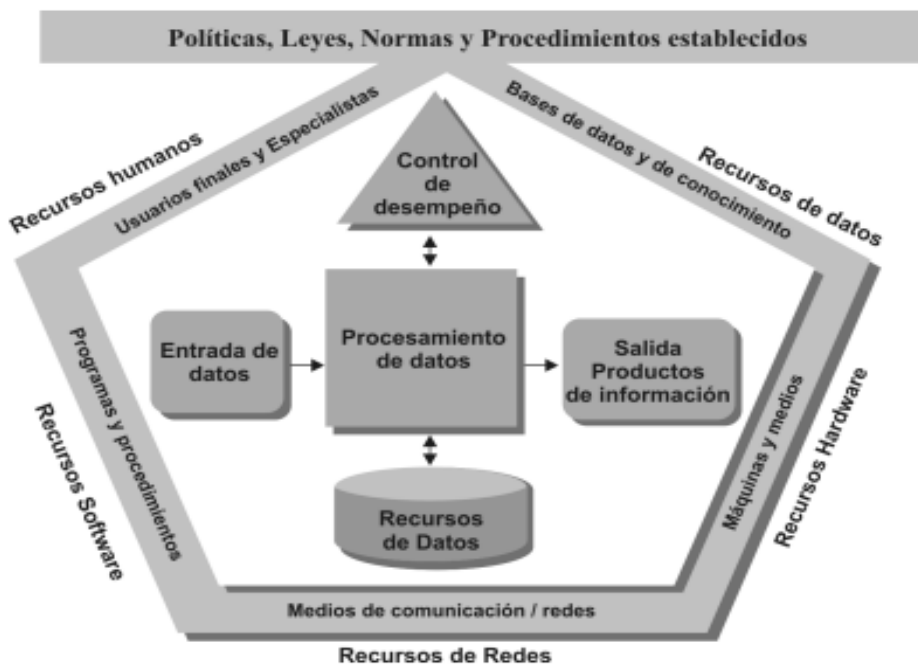 Políticas, Leyes, Normas y Procedimientos establecidos
Recursos humanos
Usuarios finales y Especialistas
Bases de datos y de conocimiento
Recursos de datos
Control
de
desempeño
Entrada de
datos
Procesamiento
de datos
Salida
Productos
de información
Recursos
de Datos
Programas y procedimientos
Recursos Software
Máquinas y medios
Recursos Hardware
Medios de comunicación / redes
Recursos de Redes